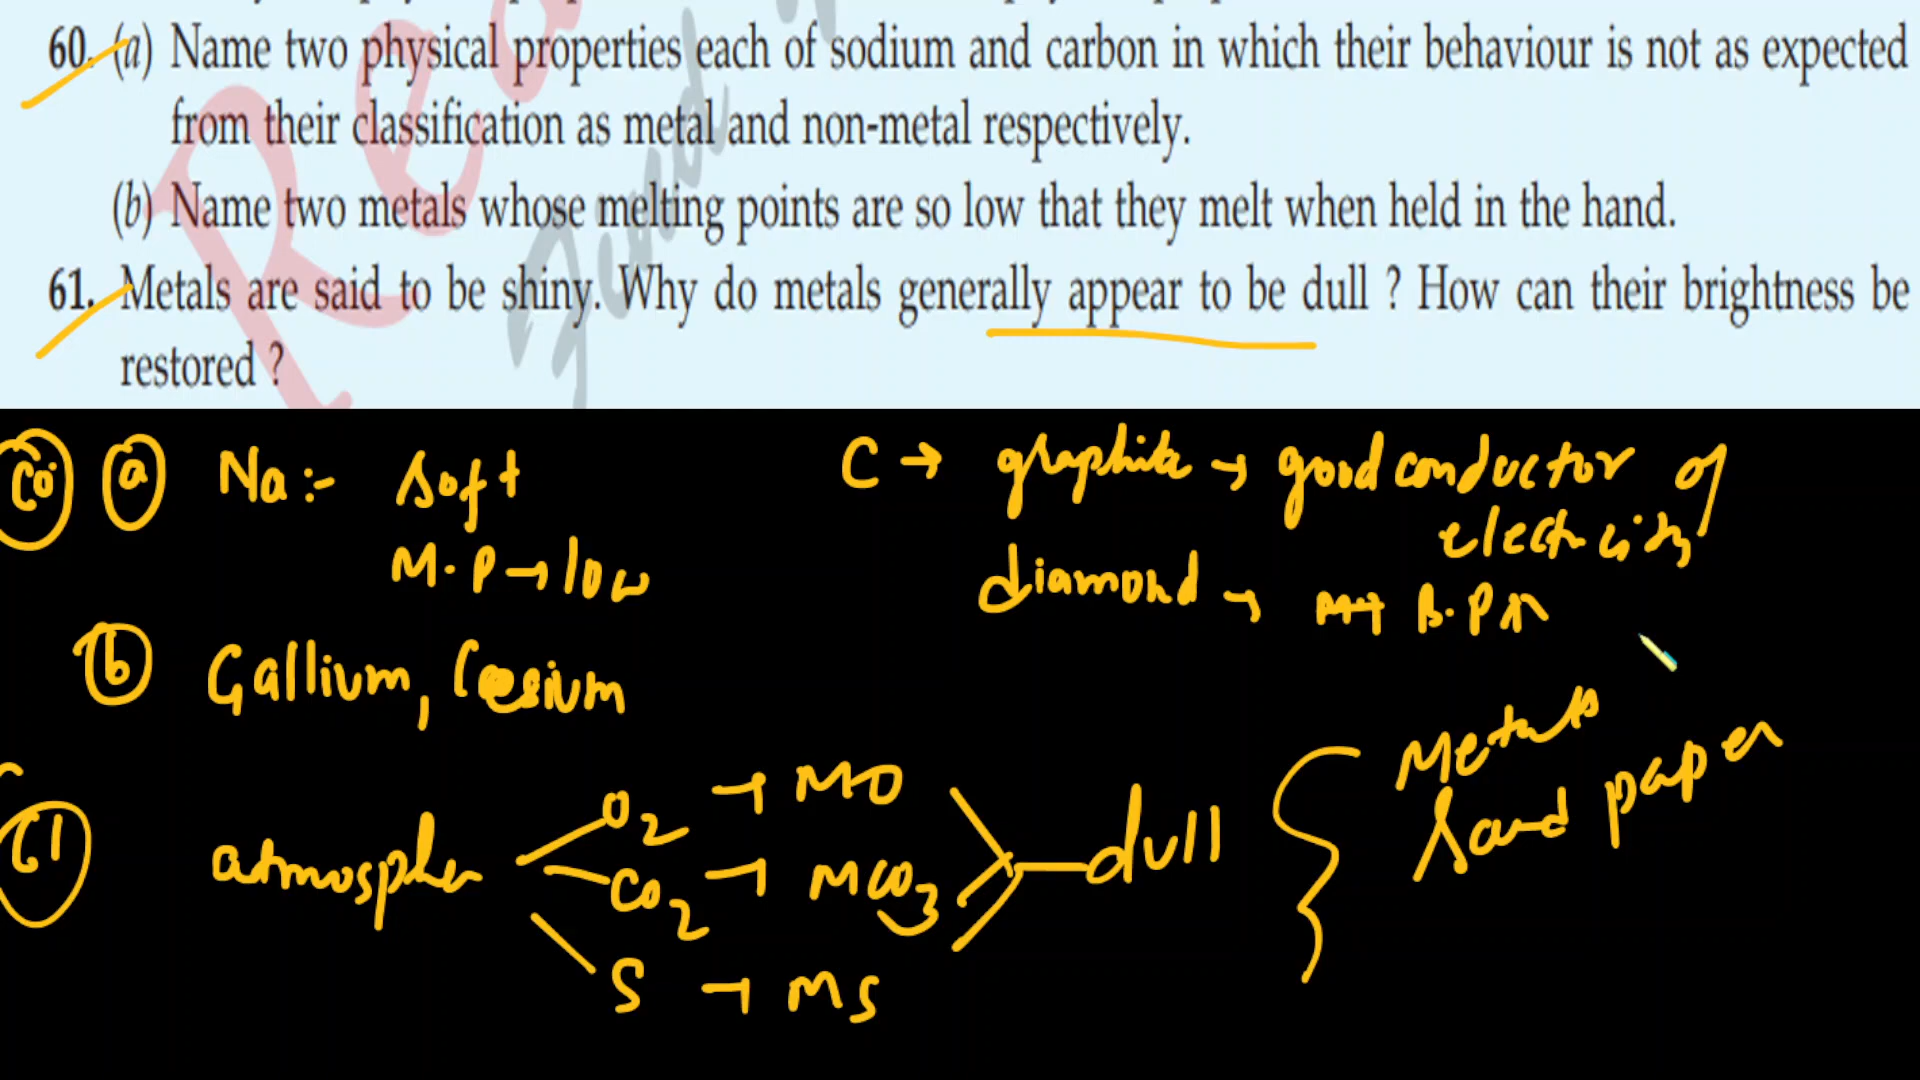 60. (a) Name two physical properties each of sodium and carbon in which their behaviour is not as expected
from their classification as metal and non-metal respectively.
(b) Name two metals whose melting points are so low that they melt when held in the hand.
61. Metals are said to be shiny. Why do metals generally appear to be dull ? How can their brightness be
restored ?
60 (a) Na :- Soft
M.P → low
C → graphite → good conductor of
electricity
diamond → B.P ↑
(b) Gallium, Cesium
61 atmospher
O2 → MO
CO2 → MCO3
S → MS
dull
Metals
Sand paper